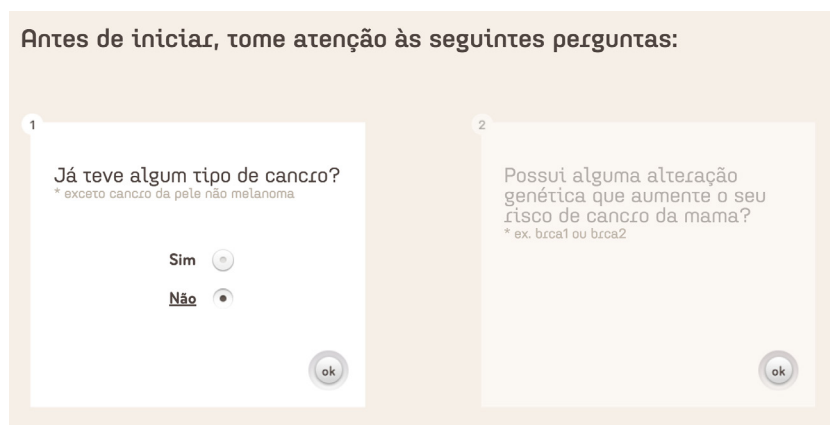 Antes de iniciar, tome atenção às seguintes perguntas:
1
Já teve algum tipo de cancro?
* exceto cancro da pele não melanoma
Sim
Não
ok
2
Possui alguma alteração
genética que aumente o seu
risco de cancro da mama?
* ex. brca1 ou brca2
ok